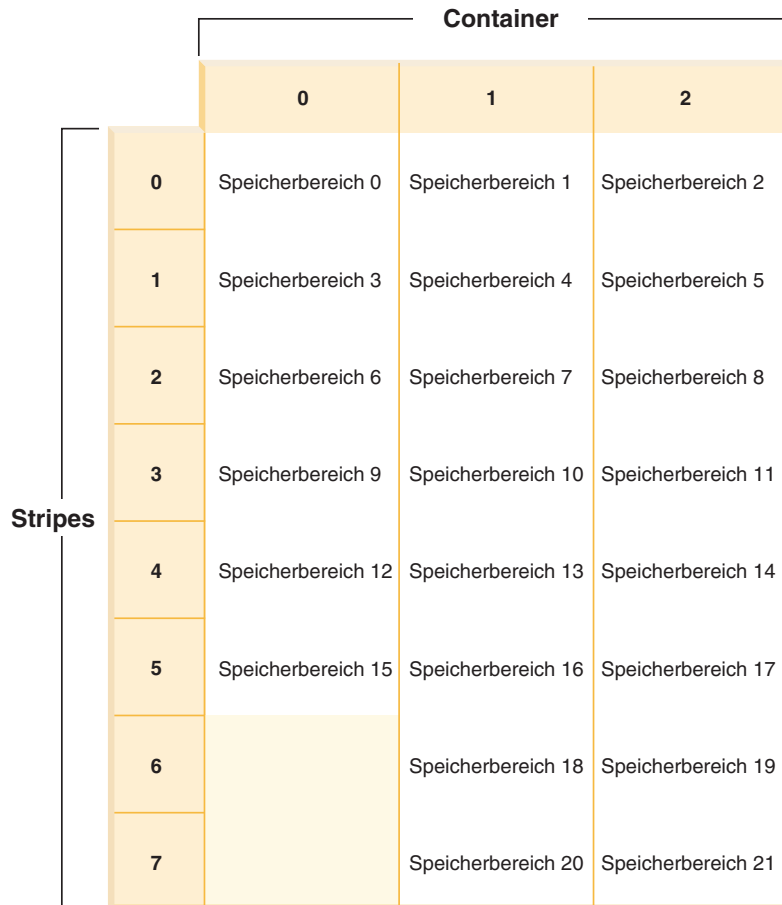 Container
0 1 2
0 Speicherbereich 0 Speicherbereich 1 Speicherbereich 2
1 Speicherbereich 3 Speicherbereich 4 Speicherbereich 5
2 Speicherbereich 6 Speicherbereich 7 Speicherbereich 8
3 Speicherbereich 9 Speicherbereich 10 Speicherbereich 11
Stripes
4 Speicherbereich 12 Speicherbereich 13 Speicherbereich 14
5 Speicherbereich 15 Speicherbereich 16 Speicherbereich 17
6 Speicherbereich 18 Speicherbereich 19
7 Speicherbereich 20 Speicherbereich 21